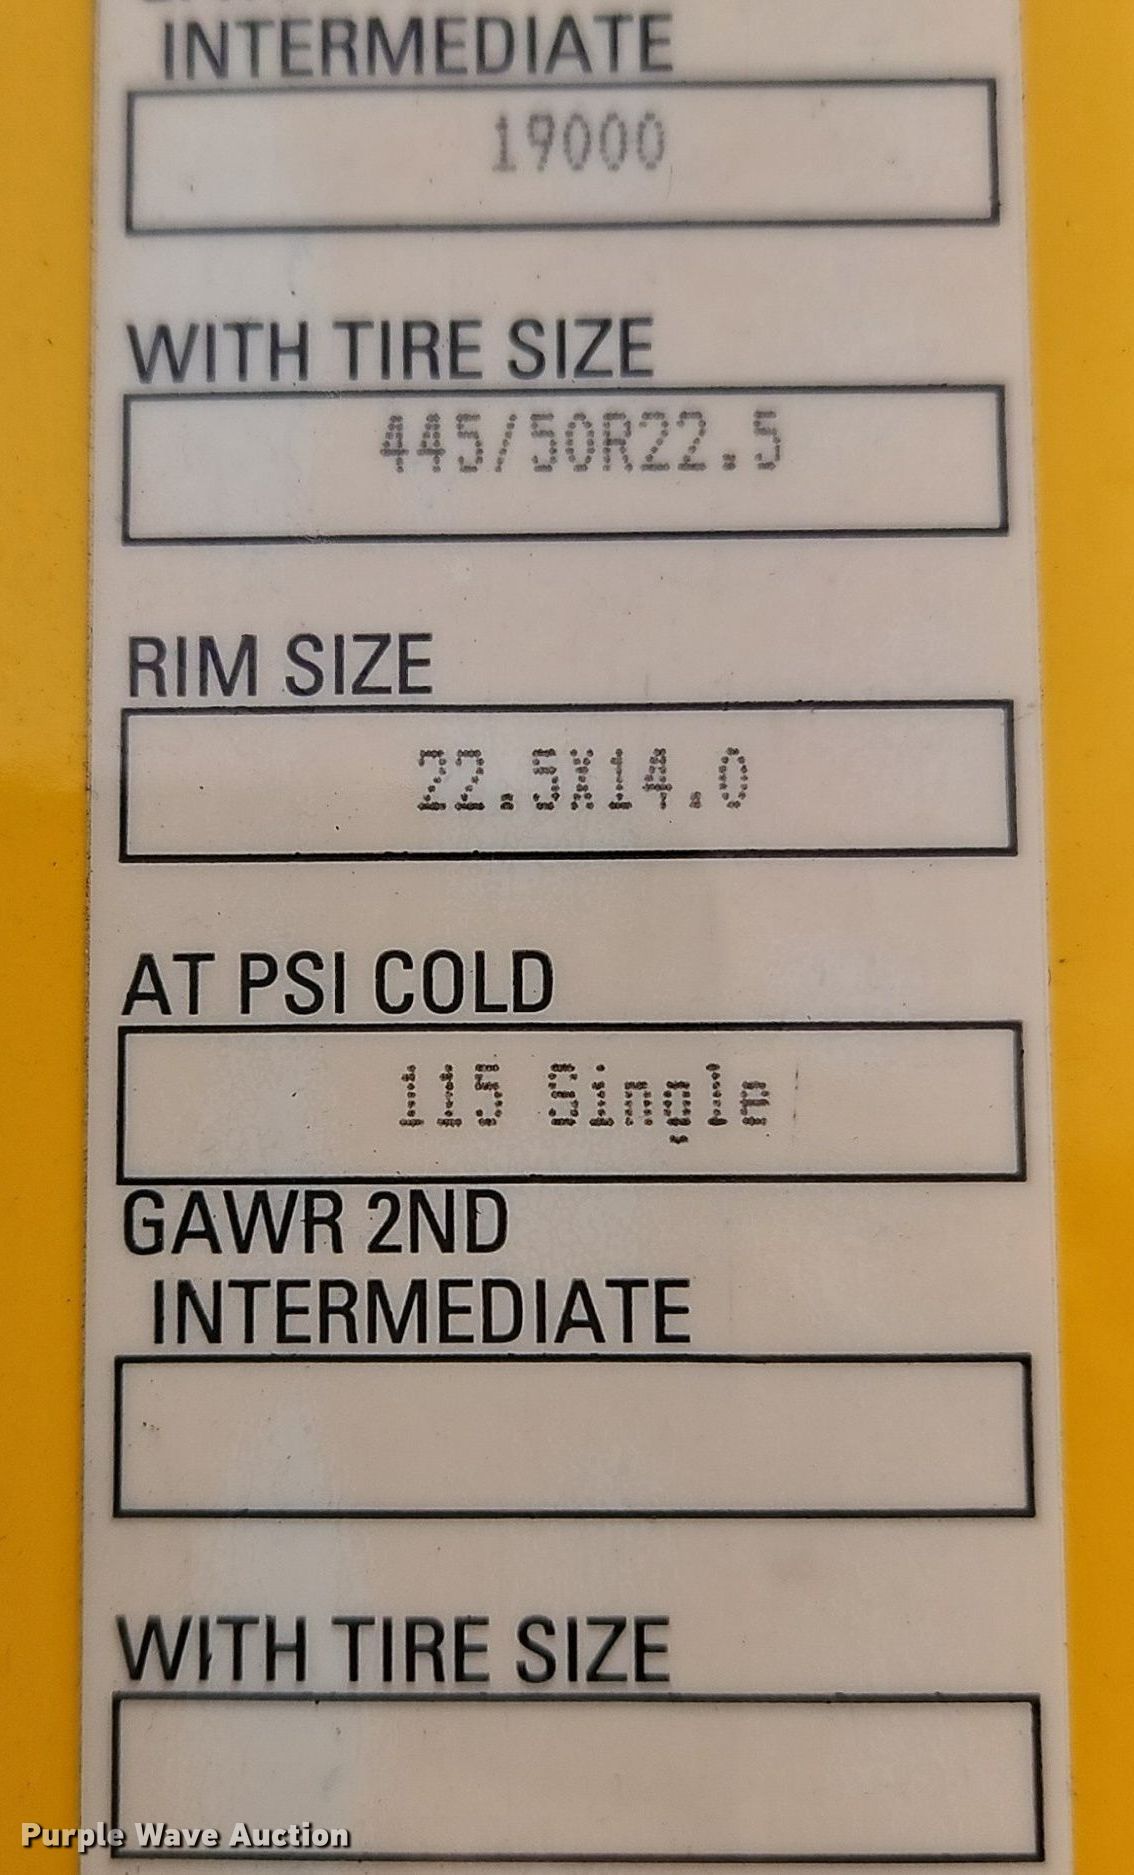 INTERMEDIATE
19000
WITH TIRE SIZE
445/50R22.5
RIM SIZE
22.5X14.0
AT PSI COLD
115 Single
GAWR 2ND
INTERMEDIATE
WITH TIRE SIZE
Purple Wave Auction